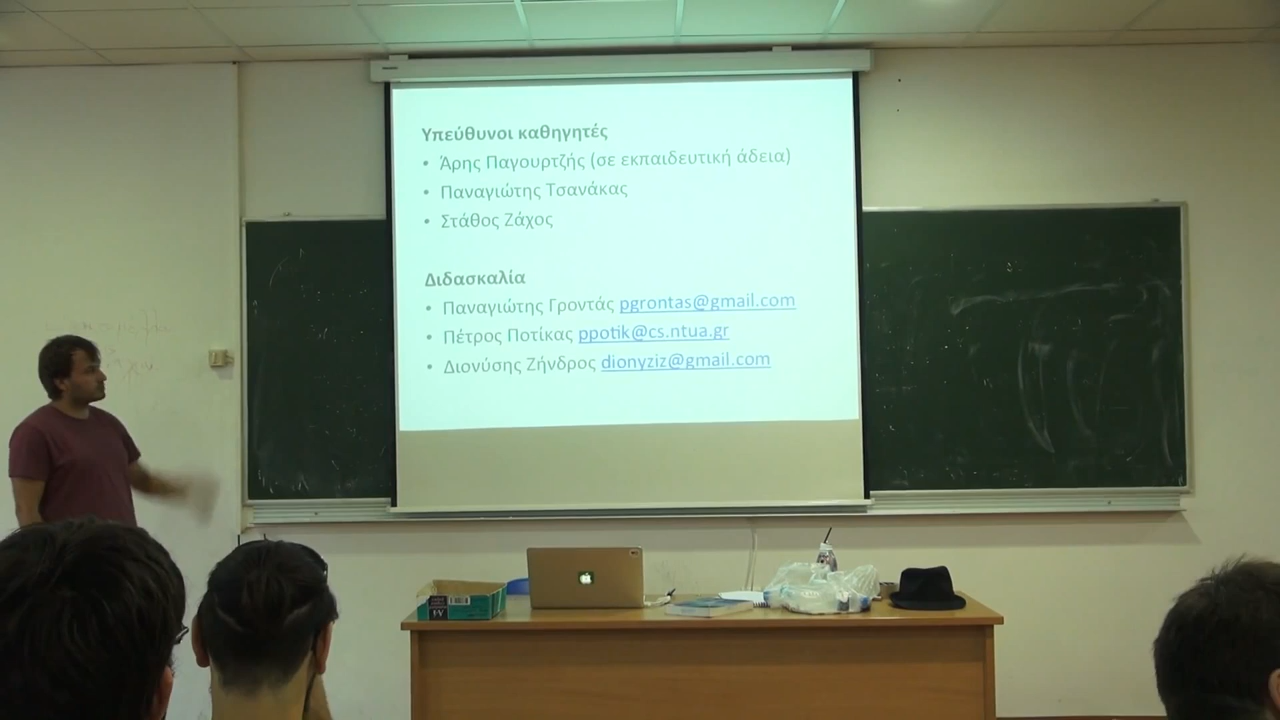 Υπεύθυνοι καθηγητές
• Άρης Παγουρτζής (σε εκπαιδευτική άδεια)
• Παναγιώτης Τσανάκας
• Στάθος Ζάχος
Διδασκαλία
• Παναγιώτης Γροντάς pgrontas@gmail.com
• Πέτρος Ποτίκας ppotik@cs.ntua.gr
• Διονύσης Ζήνδρος dionyziz@gmail.com